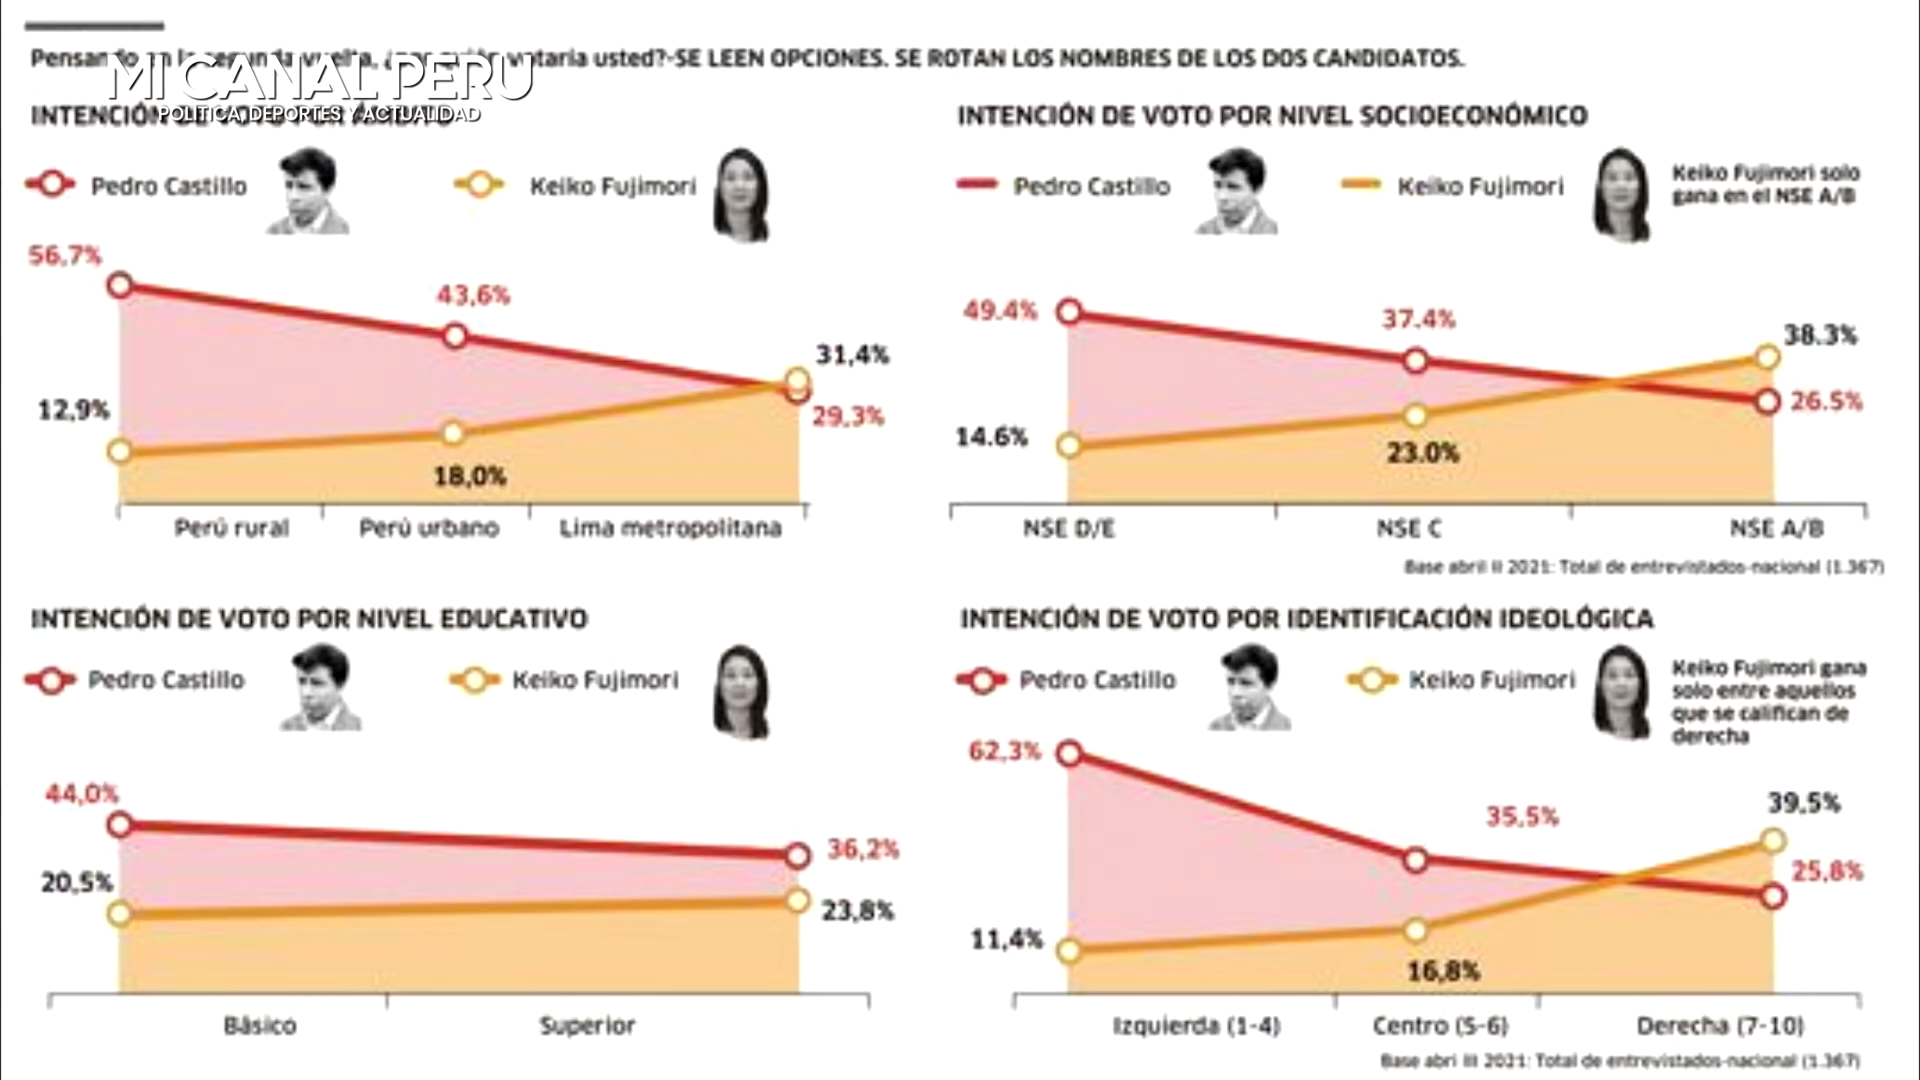 Pensando en la segunda vuelta, ¿por quién votaría usted?-SE LEEN OPCIONES. SE ROTAN LOS NOMBRES DE LOS DOS CANDIDATOS.
MI CANAL PERU
POLITICA, DEPORTES Y ACTUALIDAD
INTENCIÓN DE VOTO POR ÁMBITO
Pedro Castillo
Keiko Fujimori
56,7%
43,6%
31,4%
12,9%
29,3%
18,0%
Perú rural
Perú urbano
Lima metropolitana
INTENCIÓN DE VOTO POR NIVEL SOCIOECONÓMICO
Pedro Castillo
Keiko Fujimori
Keiko Fujimori solo
gana en el NSE A/B
49.4%
37.4%
38.3%
26.5%
14.6%
23.0%
NSE D/E
NSE C
NSE A/B
Base abril II 2021: Total de entrevistados-nacional (1.367)
INTENCIÓN DE VOTO POR NIVEL EDUCATIVO
Pedro Castillo
Keiko Fujimori
44,0%
36,2%
20,5%
23,8%
Básico
Superior
INTENCIÓN DE VOTO POR IDENTIFICACIÓN IDEOLÓGICA
Pedro Castillo
Keiko Fujimori
Keiko Fujimori gana
solo entre aquellos
que se califican de
derecha
62,3%
35,5%
39,5%
25,8%
11,4%
16,8%
Izquierda (1-4)
Centro (5-6)
Derecha (7-10)
Base abri III 2021: Total de entrevistados-nacional (1.367)